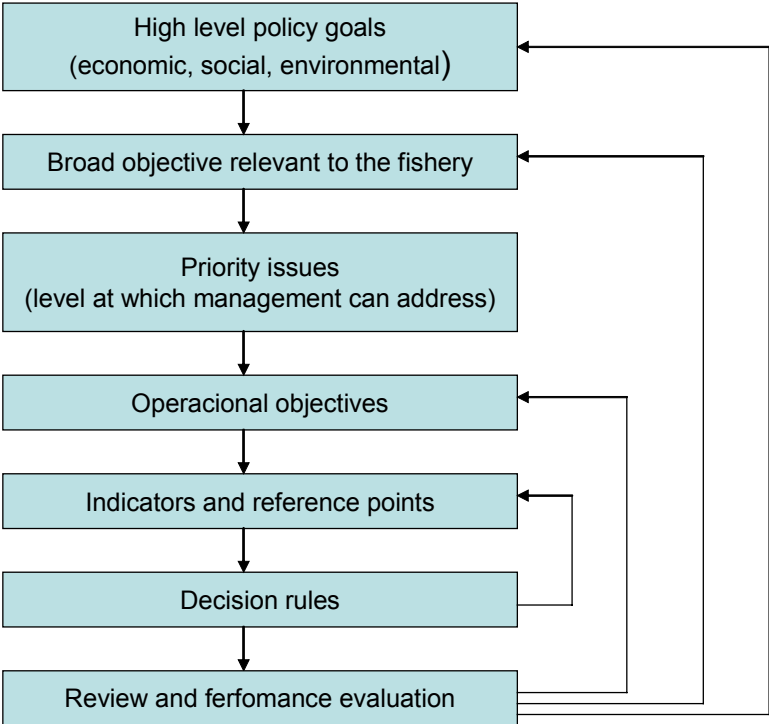 High level policy goals
(economic, social, environmental)
Broad objective relevant to the fishery
Priority issues
(level at which management can address)
Operacional objectives
Indicators and reference points
Decision rules
Review and ferfomance evaluation